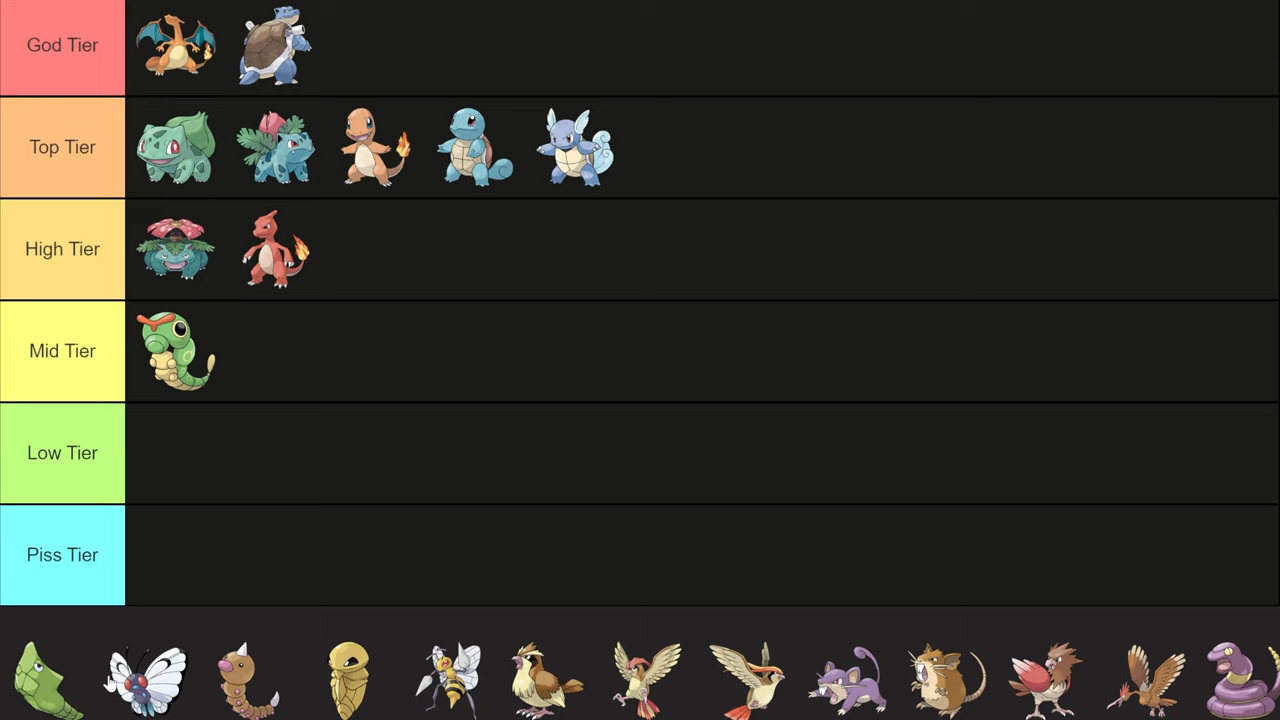 God Tier
Top Tier
High Tier
Mid Tier
Low Tier
Piss Tier